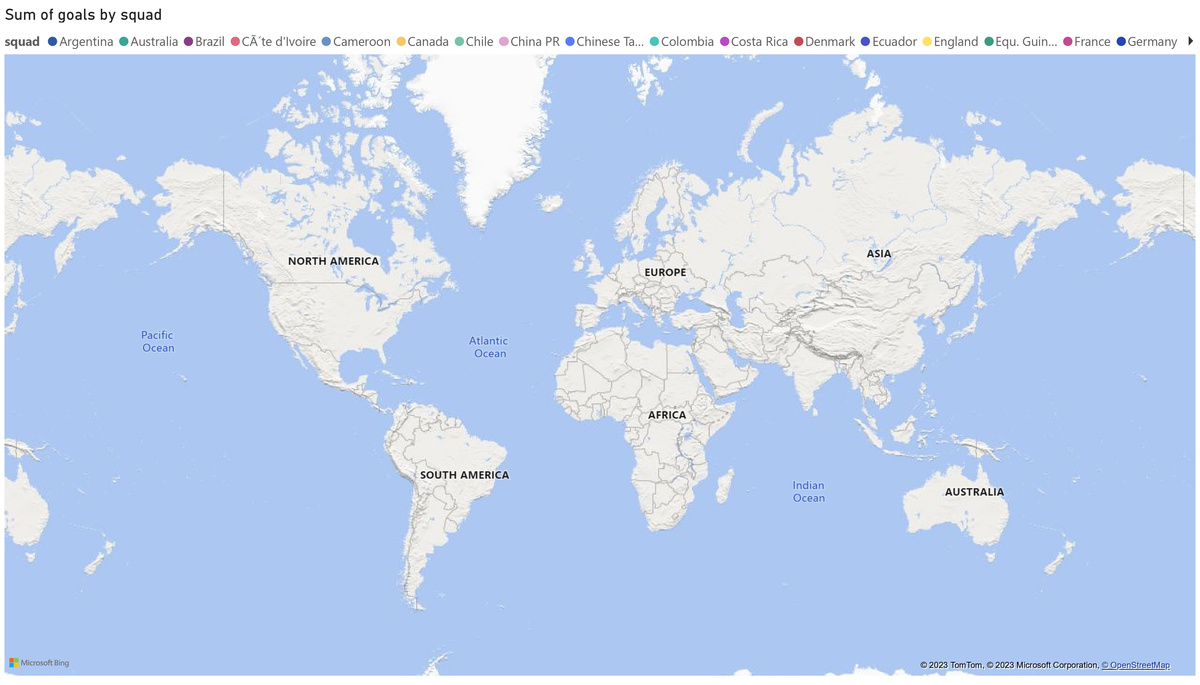 Sum of goals by squad
squad Argentina Australia Brazil CÃ´te d'Ivoire Cameroon Canada Chile China PR Chinese Ta... Colombia Costa Rica Denmark Ecuador England Equ. Guin... France Germany
NORTH AMERICA
ASIA
EUROPE
Pacific
Ocean
Atlantic
Ocean
AFRICA
SOUTH AMERICA
Indian
Ocean
AUSTRALIA
Microsoft Bing
© 2023 TomTom, © 2023 Microsoft Corporation, © OpenStreetMap